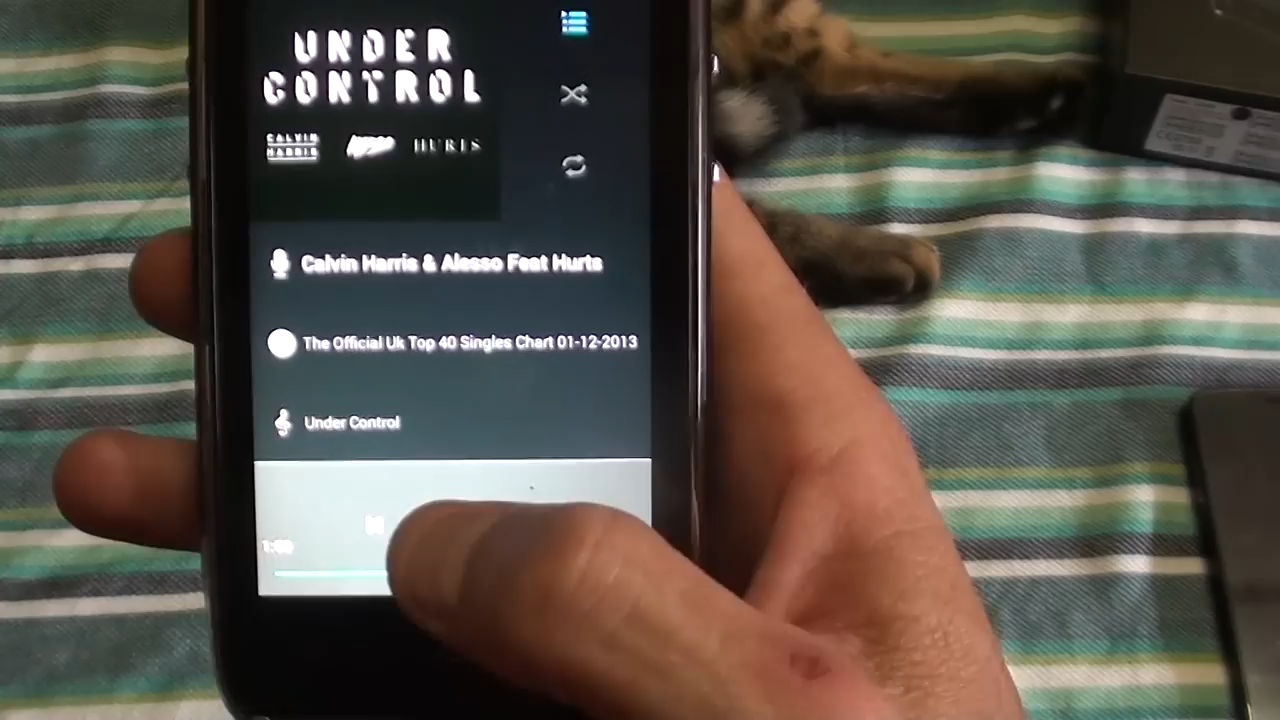 UNDER
CONTROL
CALVIN
HARRIS
HURTS
Calvin Harris & Alesso Feat Hurts
The Official Uk Top 40 Singles Chart 01-12-2013
Under Control